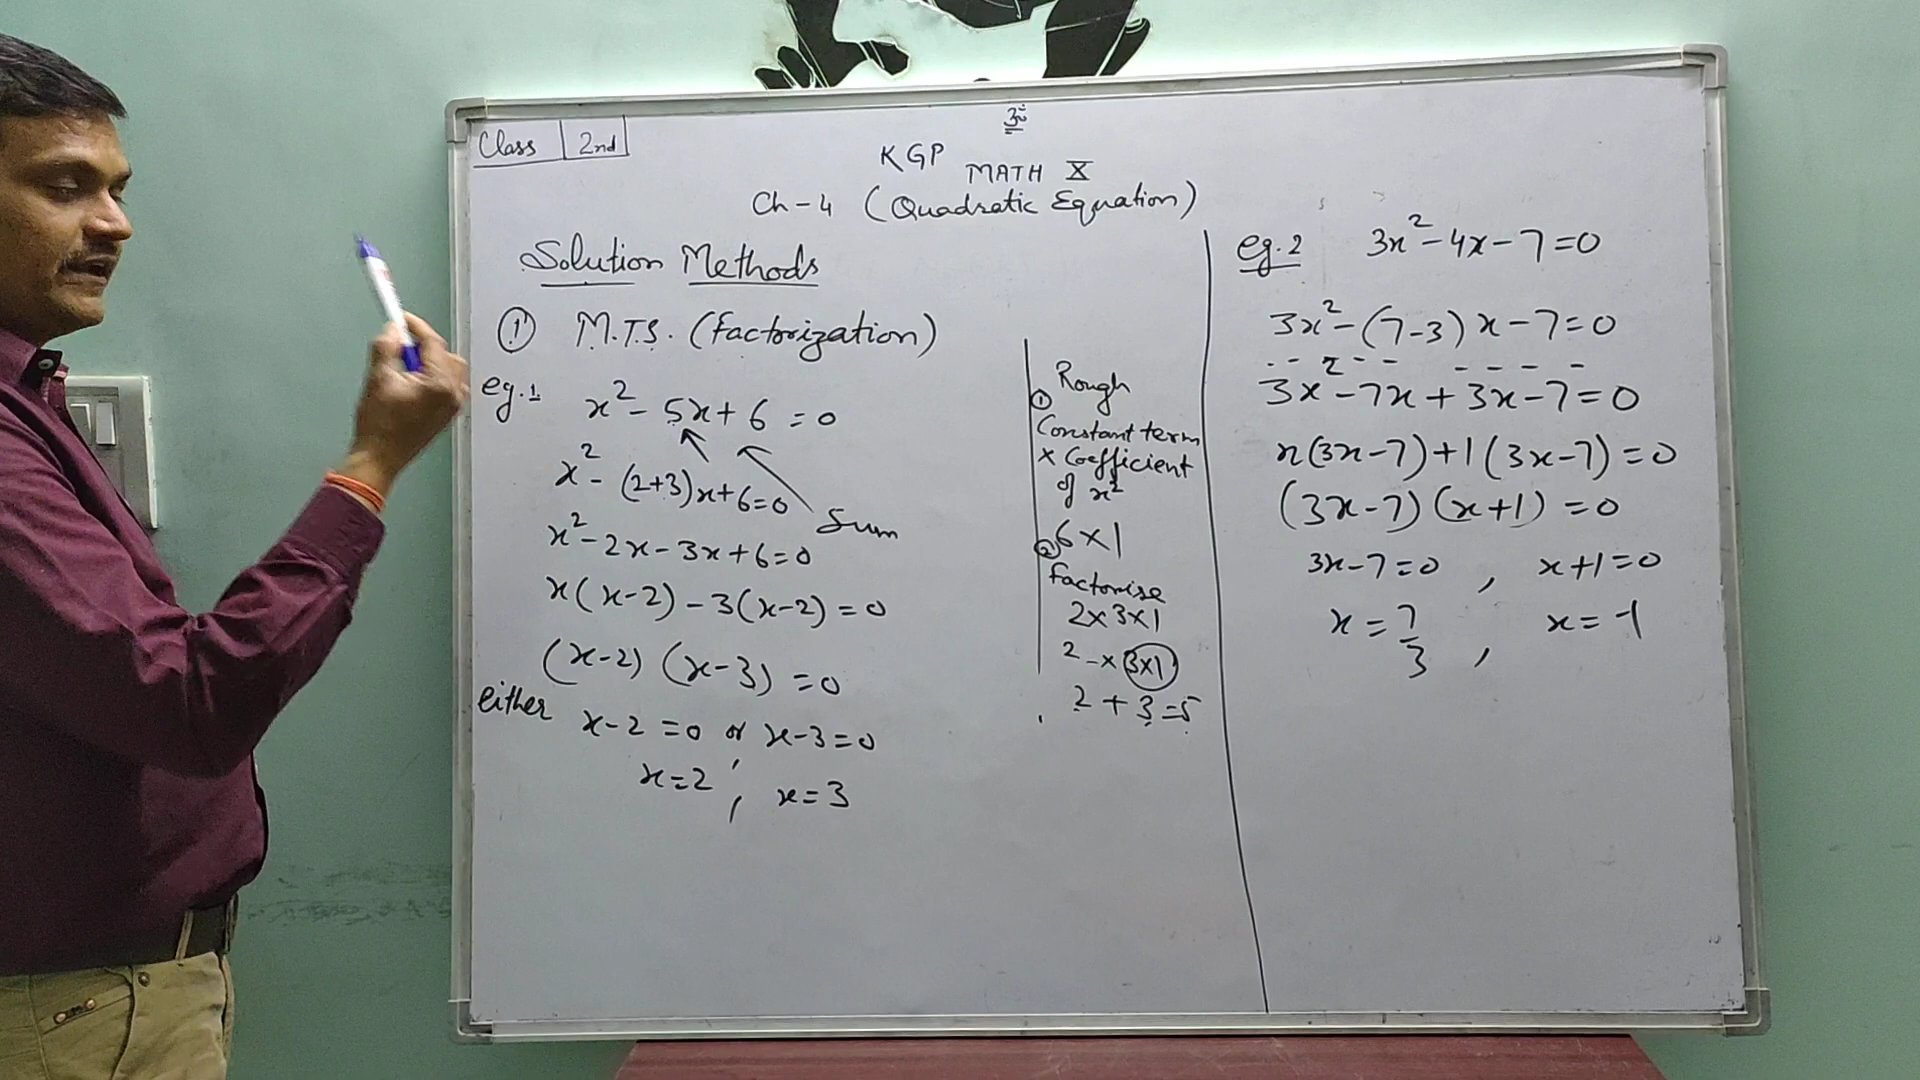 ॐ
Class | 2nd
KGP
MATH X
Ch-4 (Quadratic Equation)
Solution Methods
① M.T.S. (Factorization)
eg.1 x² - 5x + 6 = 0
x² - (2+3)x + 6 = 0
Sum
x² - 2x - 3x + 6 = 0
x(x-2) - 3(x-2) = 0
(x-2) (x-3) = 0
either x-2 = 0 or x-3 = 0
x = 2 , x = 3
Rough
①
Constant term
x Coefficient
of x²
6 x 1
② factorise
2 x 3 x 1
2 - x 3x1
2 + 3 = 5
eg.2 3x² - 4x - 7 = 0
3x² - (7-3) x - 7 = 0
3x² - 7x + 3x - 7 = 0
x(3x-7) + 1(3x-7) = 0
(3x-7) (x+1) = 0
3x-7=0 , x+1=0
x = 7/3 , x = -1